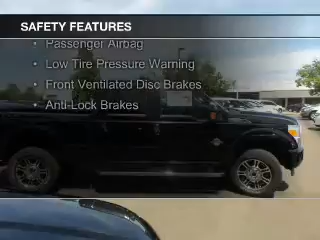 SAFETY FEATURES
• Passenger Airbag
• Low Tire Pressure Warning
• Front Ventilated Disc Brakes
• Anti-Lock Brakes